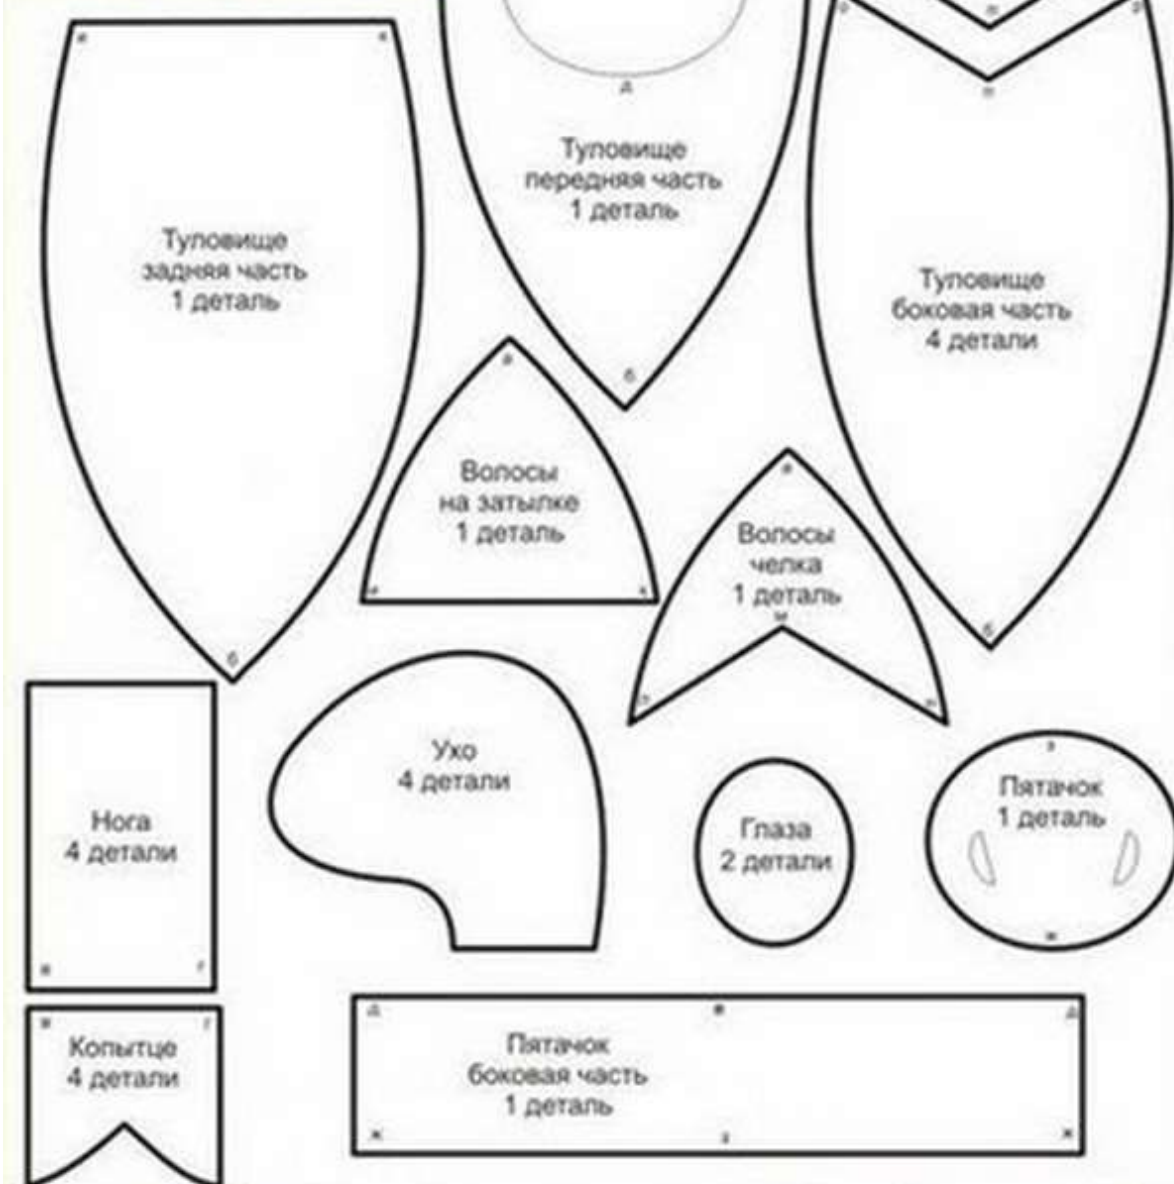 Туловище
передняя часть
1 деталь
Туловище
задняя часть
1 деталь
Туловище
боковая часть
4 детали
Волосы
на затылке
1 деталь
Волосы
челка
1 деталь
Ухо
4 детали
Нога
4 детали
Глаза
2 детали
Пятачок
1 деталь
Копытце
4 детали
Пятачок
боковая часть
1 деталь